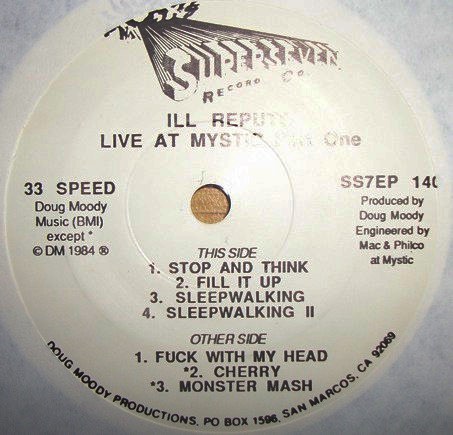 SUPERSEVEN
RECORD Co.
ILL REPUTE
LIVE AT MYSTIC One
33 SPEED
Doug Moody
Music (BMI)
except *
© DM 1984 ®
SS7EP 140
Produced by
Doug Moody
Engineered by
Mac & Philco
at Mystic
THIS SIDE
1. STOP AND THINK
2. FILL IT UP
3. SLEEPWALKING
4. SLEEPWALKING II
OTHER SIDE
1. FUCK WITH MY HEAD
*2. CHERRY
*3. MONSTER MASH
DOUG MOODY PRODUCTIONS, PO BOX 1596, SAN MARCOS, CA 92069